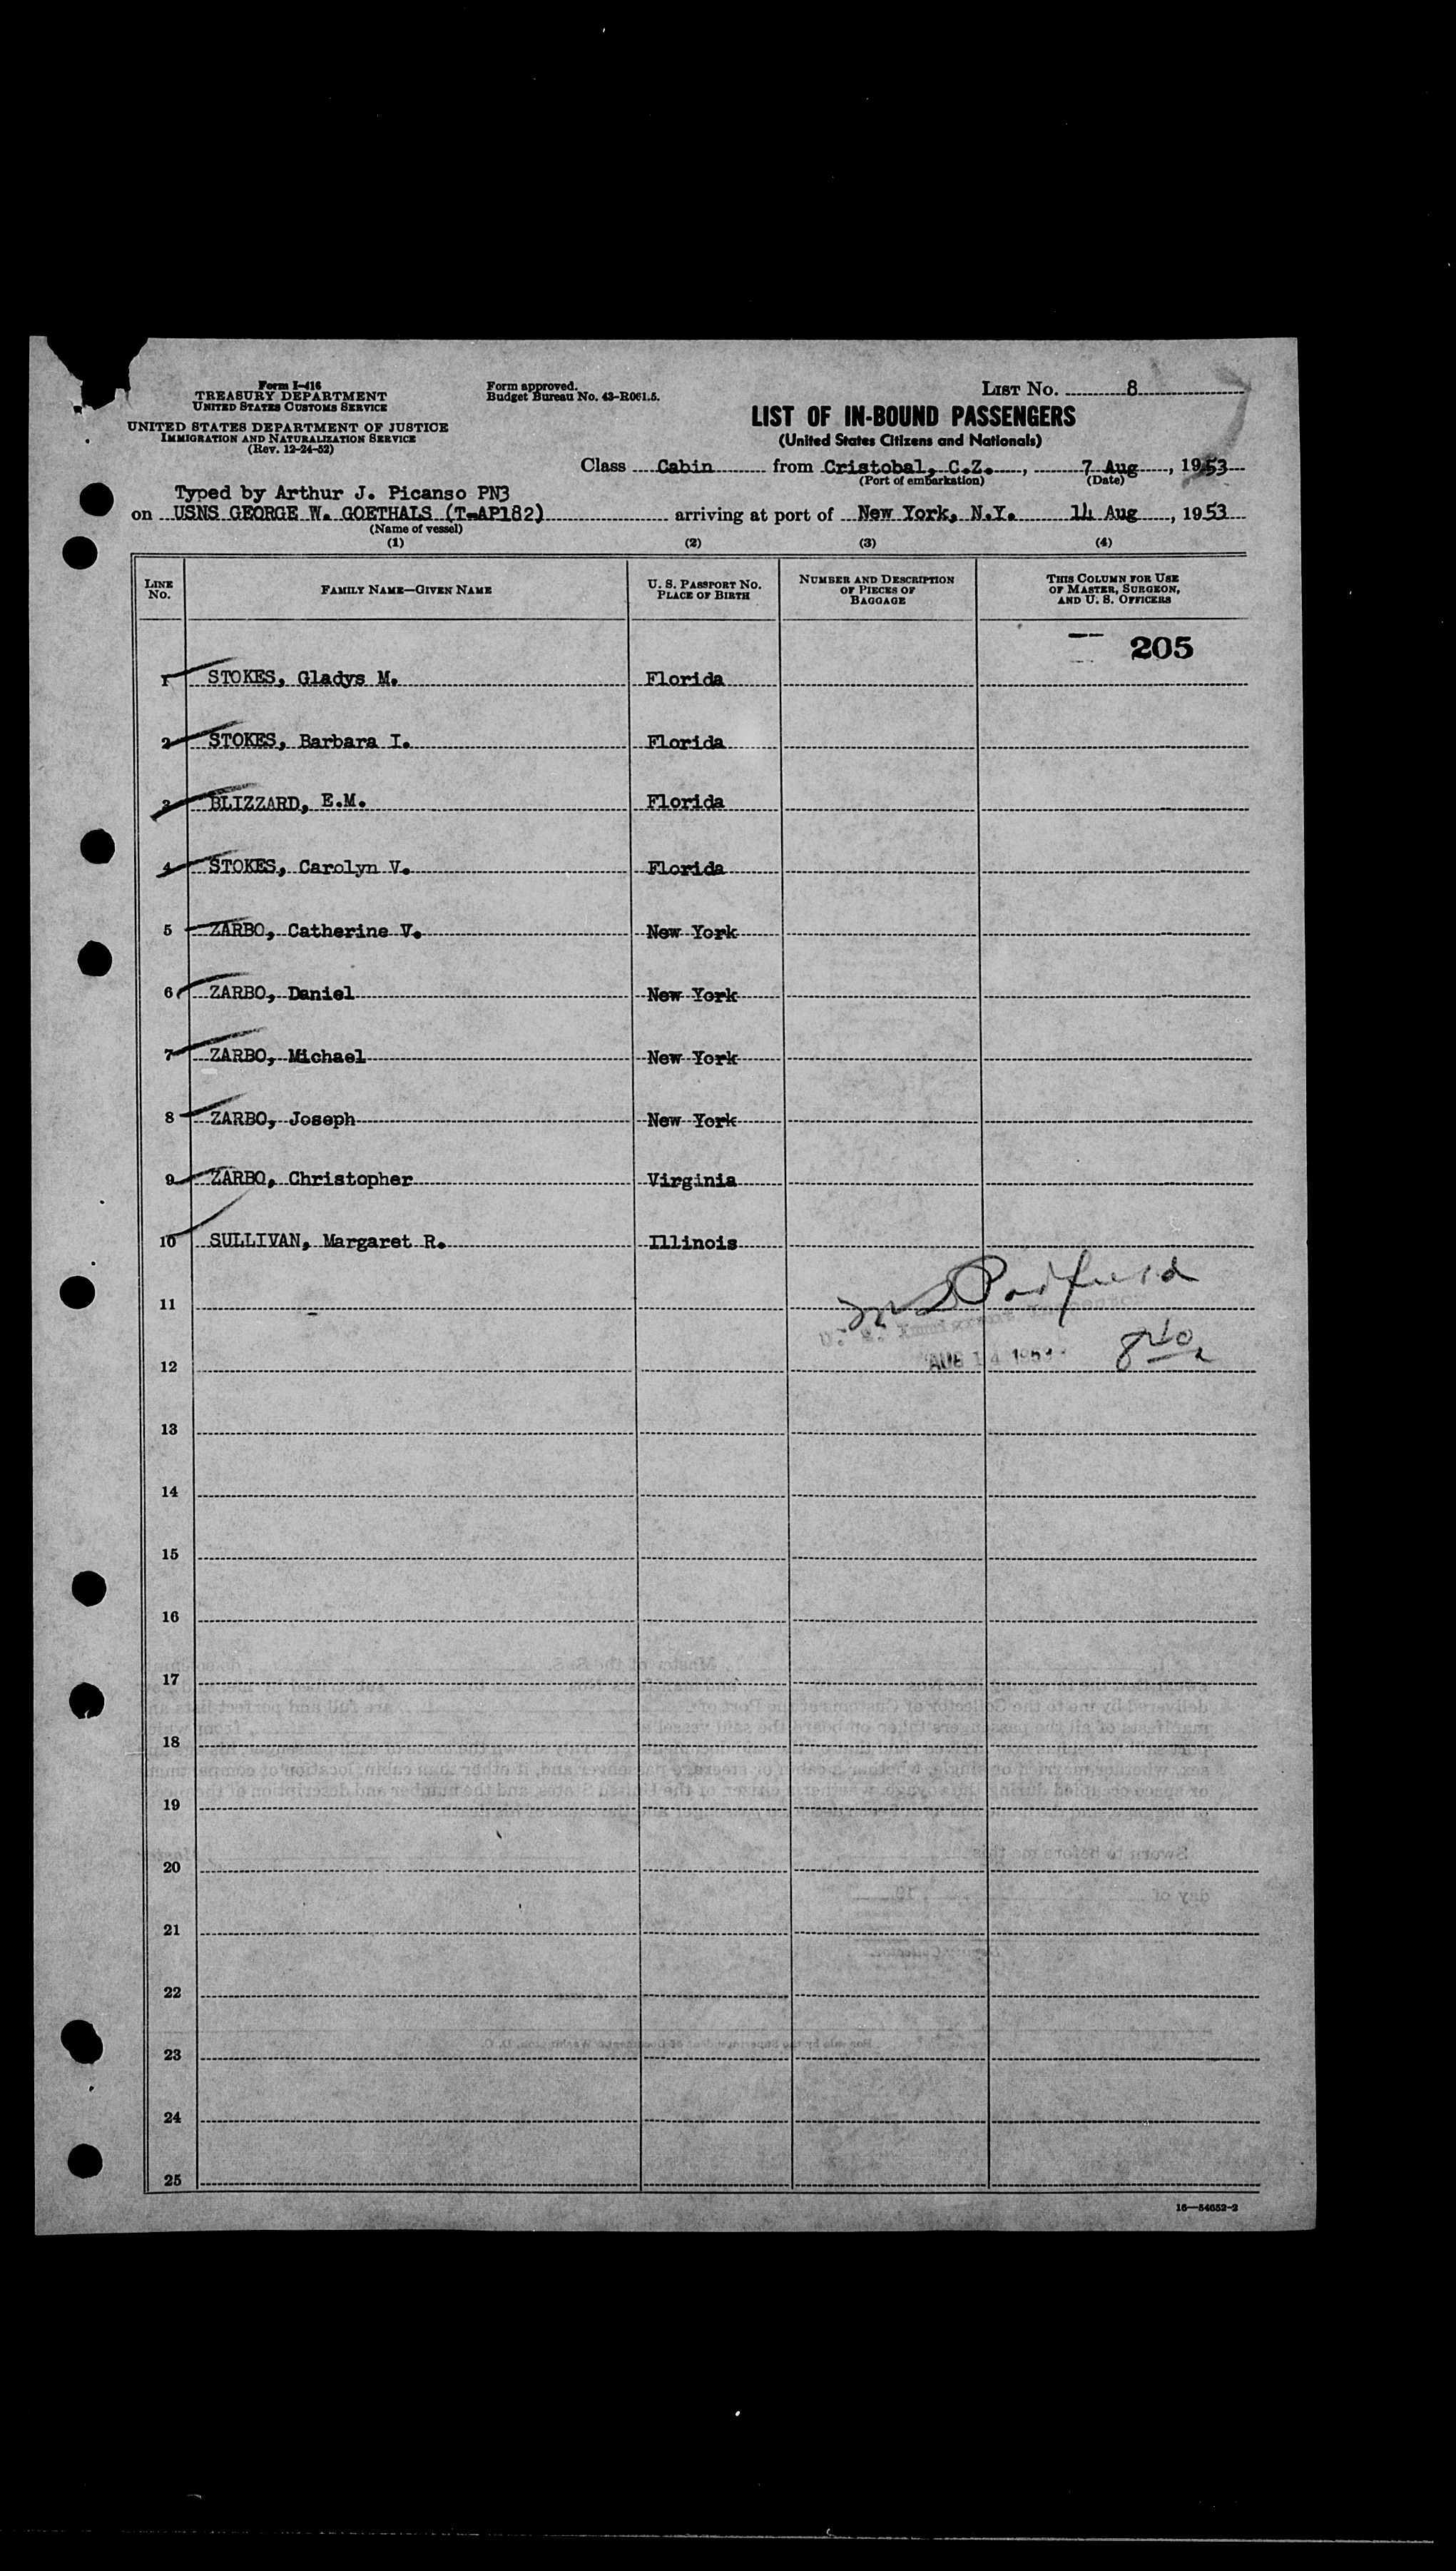 Form I-416
TREASURY DEPARTMENT
UNITED STATES CUSTOMS SERVICE
UNITED STATES DEPARTMENT OF JUSTICE
IMMIGRATION AND NATURALIZATION SERVICE
(Rev. 12-24-52)
Form approved.
Budget Bureau No. 43-R061.5.
LIST NO. 8
LIST OF IN-BOUND PASSENGERS
(United States Citizens and Nationals)
Class Cabin from Cristobal, C.Z. , 7 Aug , 1953
(Port of embarkation) (Date)
Typed by Arthur J. Picanso PN3
on USNS GEORGE W. GOETHALS (T-AP182) arriving at port of New York, N.Y. 14 Aug , 1953
(Name of vessel)
(1) (2) (3) (4)
LINE NO. FAMILY NAME—GIVEN NAME U. S. PASSPORT NO. PLACE OF BIRTH NUMBER AND DESCRIPTION OF PIECES OF BAGGAGE THIS COLUMN FOR USE OF MASTER, SURGEON, AND U. S. OFFICERS
205
1 STOKES, Gladys M. Florida
2 STOKES, Barbara I. Florida
3 BLIZZARD, E.M. Florida
4 STOKES, Carolyn V. Florida
5 ZARBO, Catherine V. New York
6 ZARBO, Daniel New York
7 ZARBO, Michael New York
8 ZARBO, Joseph New York
9 ZARBO, Christopher Virginia
10 SULLIVAN, Margaret R. Illinois
Padfield
11
U. S. Immigrant Inspector
12 AUG 14 1953
13
14
15
16
17
18
19
20
21
22
23
24
25
16—54052-2